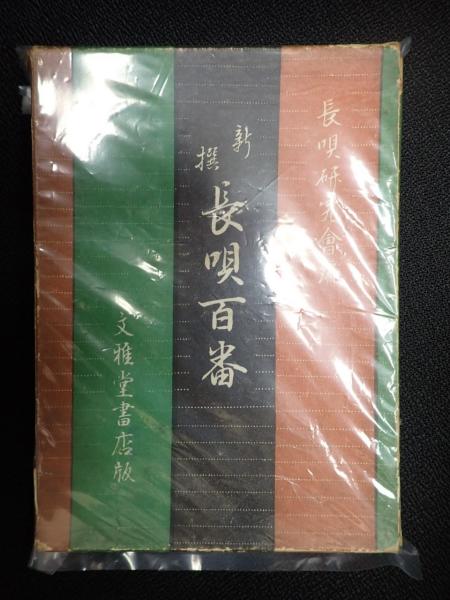 長唄研究會編
新撰
長唄百番
文雅堂書店版